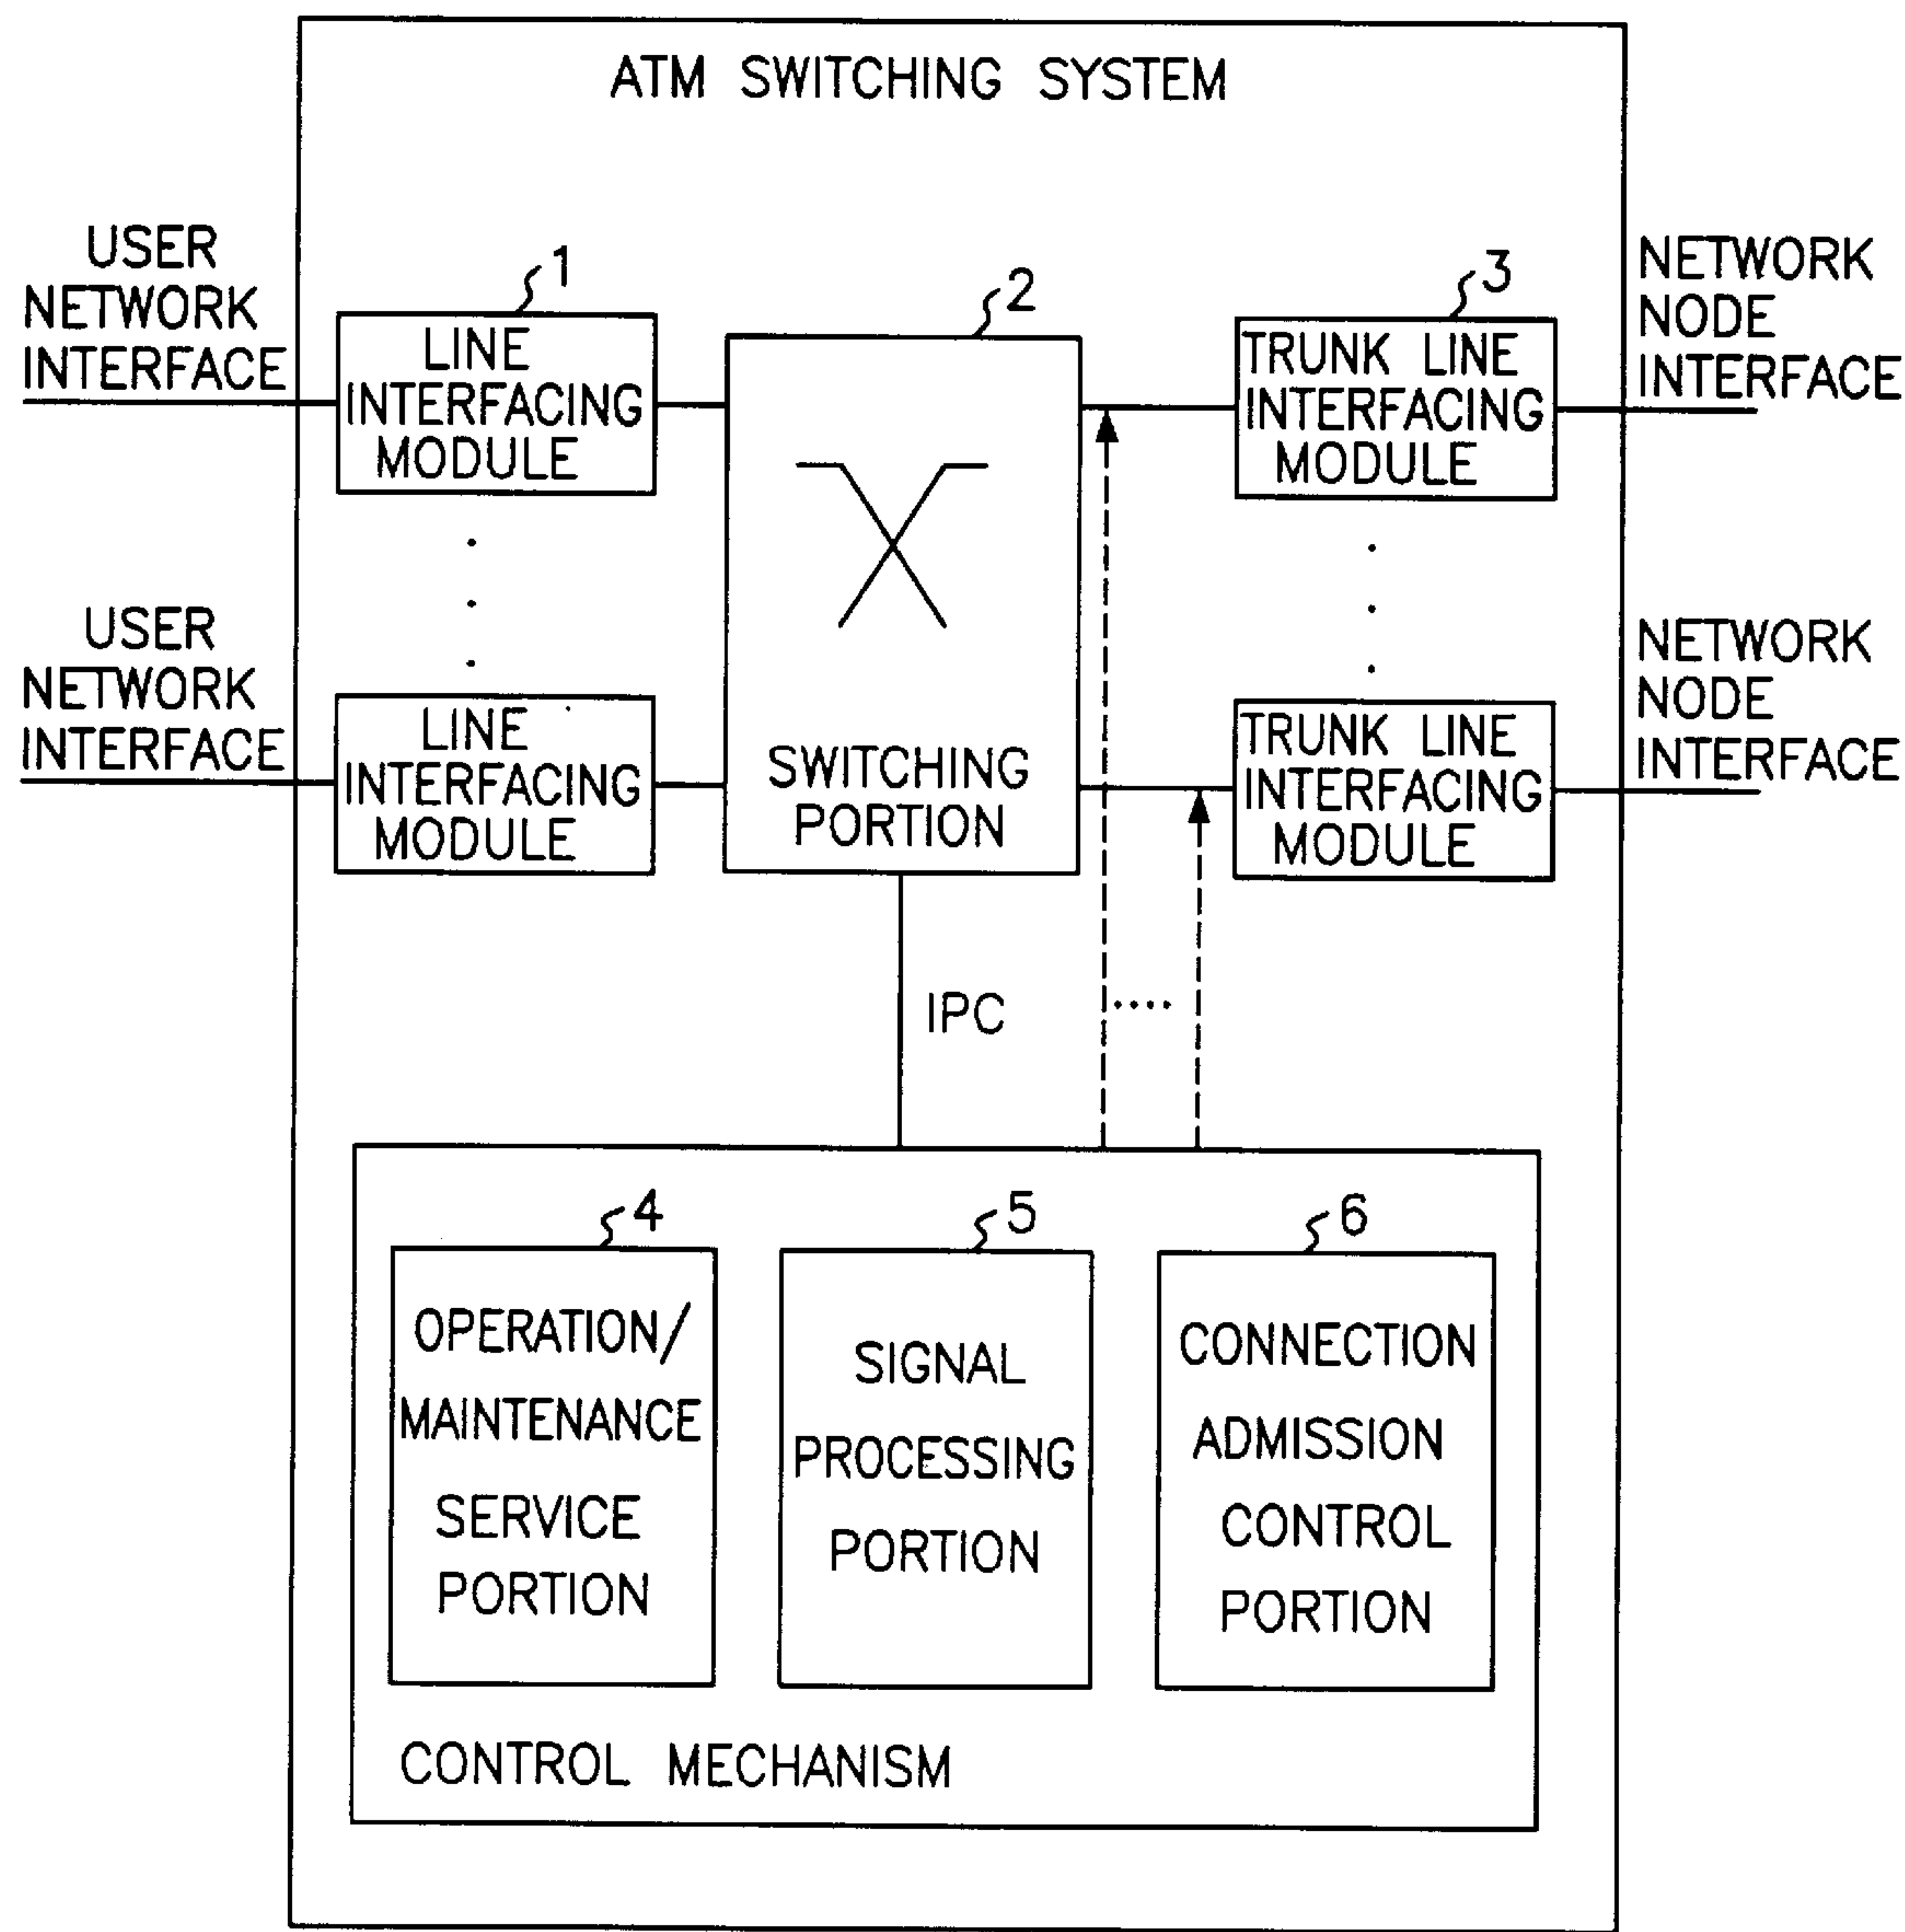 ATM SWITCHING SYSTEM
USER
NETWORK
INTERFACE
1
LINE
INTERFACING
MODULE
2
3
TRUNK LINE
INTERFACING
MODULE
NETWORK
NODE
INTERFACE
USER
NETWORK
INTERFACE
LINE
INTERFACING
MODULE
SWITCHING
PORTION
TRUNK LINE
INTERFACING
MODULE
NETWORK
NODE
INTERFACE
IPC
4
OPERATION/
MAINTENANCE
SERVICE
PORTION
5
SIGNAL
PROCESSING
PORTION
6
CONNECTION
ADMISSION
CONTROL
PORTION
CONTROL MECHANISM